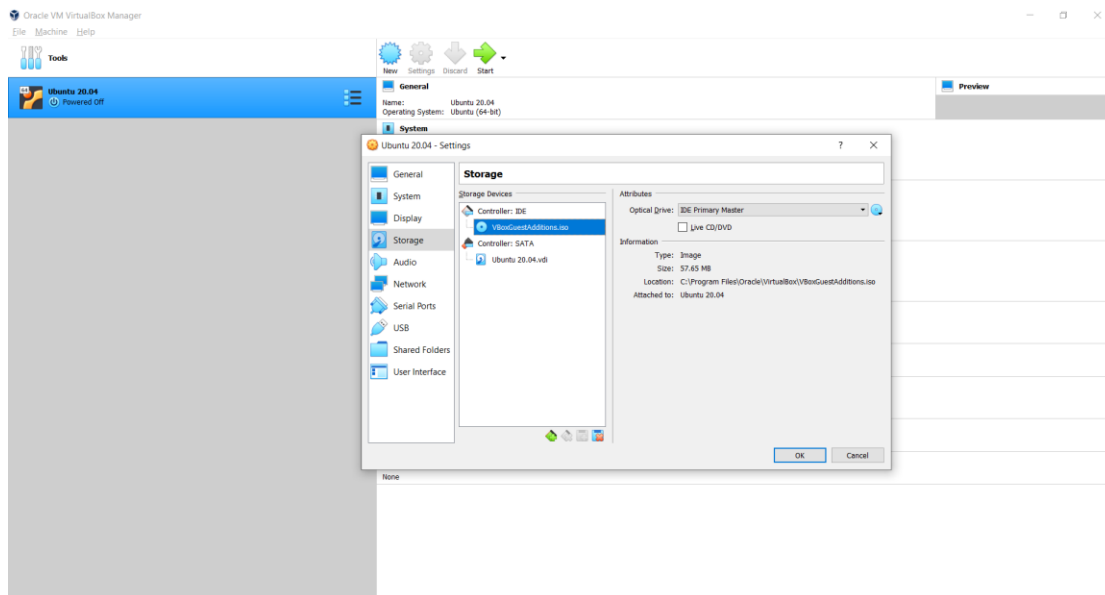 Oracle VM VirtualBox Manager
File Machine Help
Tools
New Settings Discard Start
64
Ubuntu 20.04
Powered Off
General
Name: Ubuntu 20.04
Operating System: Ubuntu (64-bit)
Preview
System
Ubuntu 20.04 - Settings
?
General
System
Display
Storage
Audio
Network
Serial Ports
USB
Shared Folders
User Interface
Storage
Storage Devices
Controller: IDE
VBoxGuestAdditions.iso
Controller: SATA
Ubuntu 20.04.vdi
Attributes
Optical Drive: IDE Primary Master
Live CD/DVD
Information
Type: Image
Size: 57.65 MB
Location: C:\Program Files\Oracle\VirtualBox\VBoxGuestAdditions.iso
Attached to: Ubuntu 20.04
OK Cancel
None